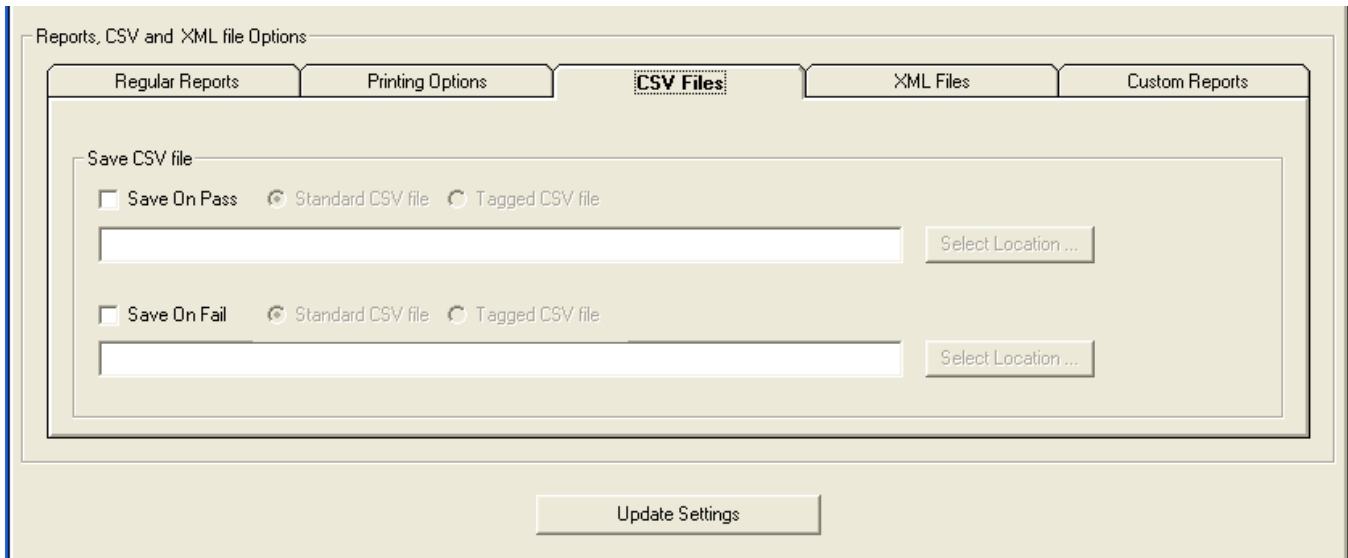 Reports, CSV and XML file Options
Regular Reports Printing Options CSV Files XML Files Custom Reports
Save CSV file
Save On Pass Standard CSV file Tagged CSV file
Select Location ...
Save On Fail Standard CSV file Tagged CSV file
Select Location ...
Update Settings